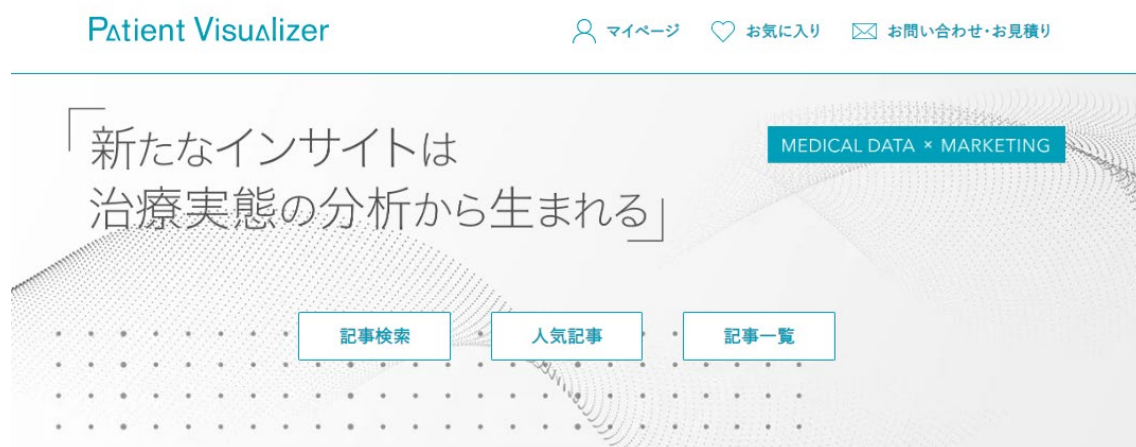 Patient Visualizer
マイページ
お気に入り
お問い合わせ・お見積り
「新たなインサイトは
治療実態の分析から生まれる」
MEDICAL DATA × MARKETING
記事検索
人気記事
記事一覧